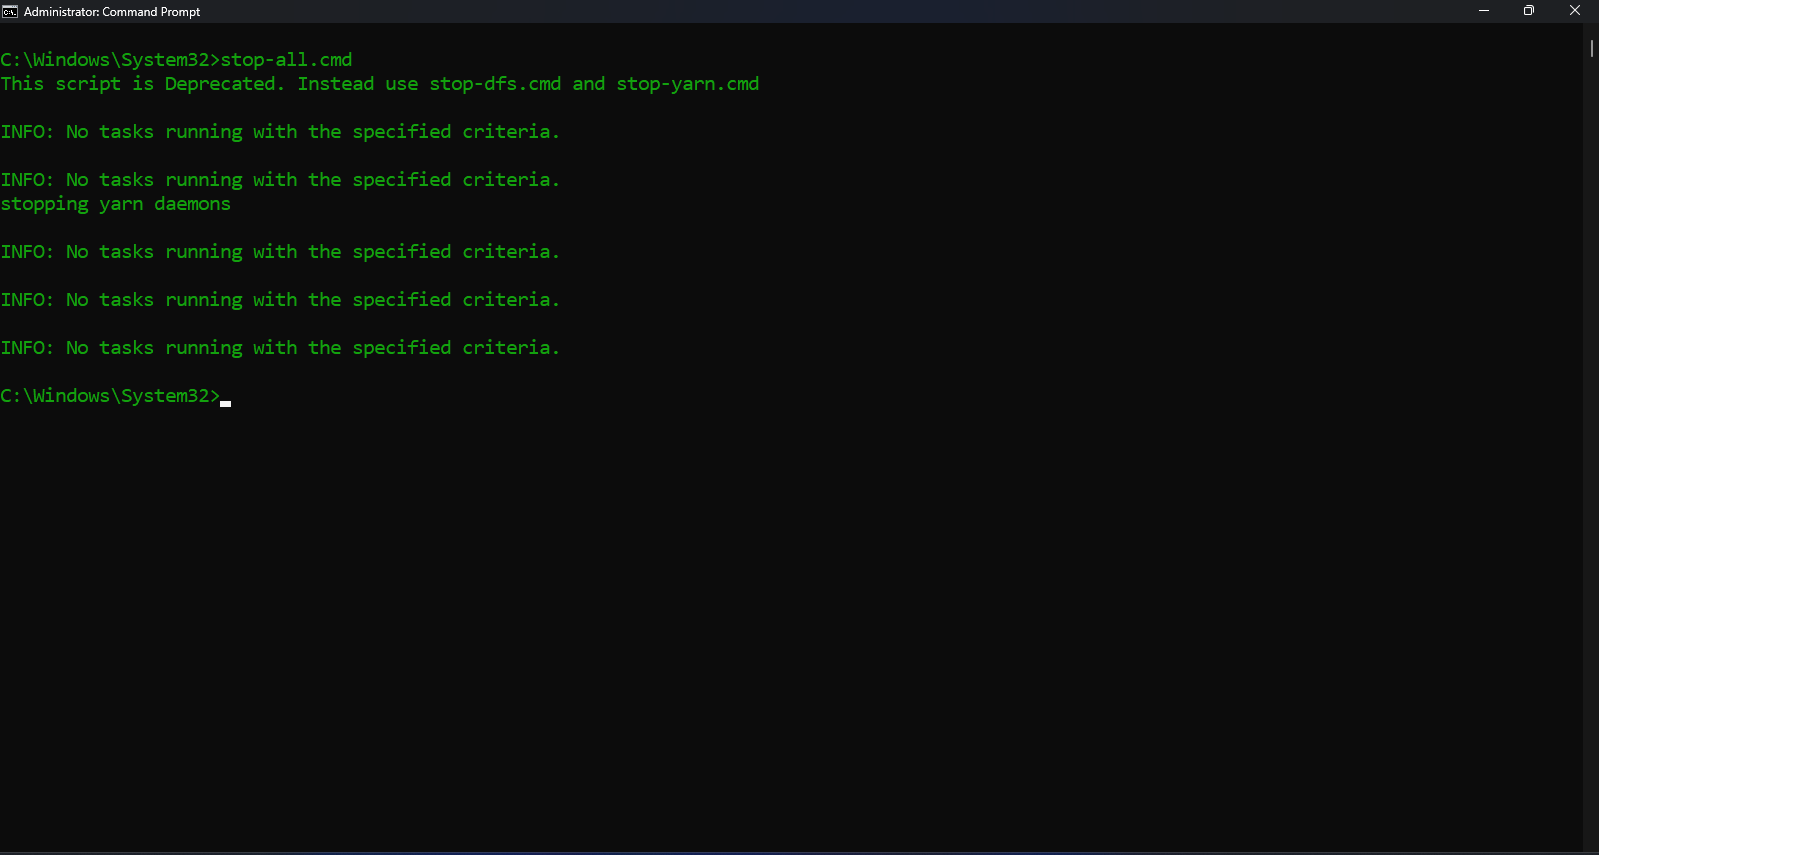 Administrator: Command Prompt
C:\Windows\System32>stop-all.cmd
This script is Deprecated. Instead use stop-dfs.cmd and stop-yarn.cmd
INFO: No tasks running with the specified criteria.
INFO: No tasks running with the specified criteria.
stopping yarn daemons
INFO: No tasks running with the specified criteria.
INFO: No tasks running with the specified criteria.
INFO: No tasks running with the specified criteria.
C:\Windows\System32>